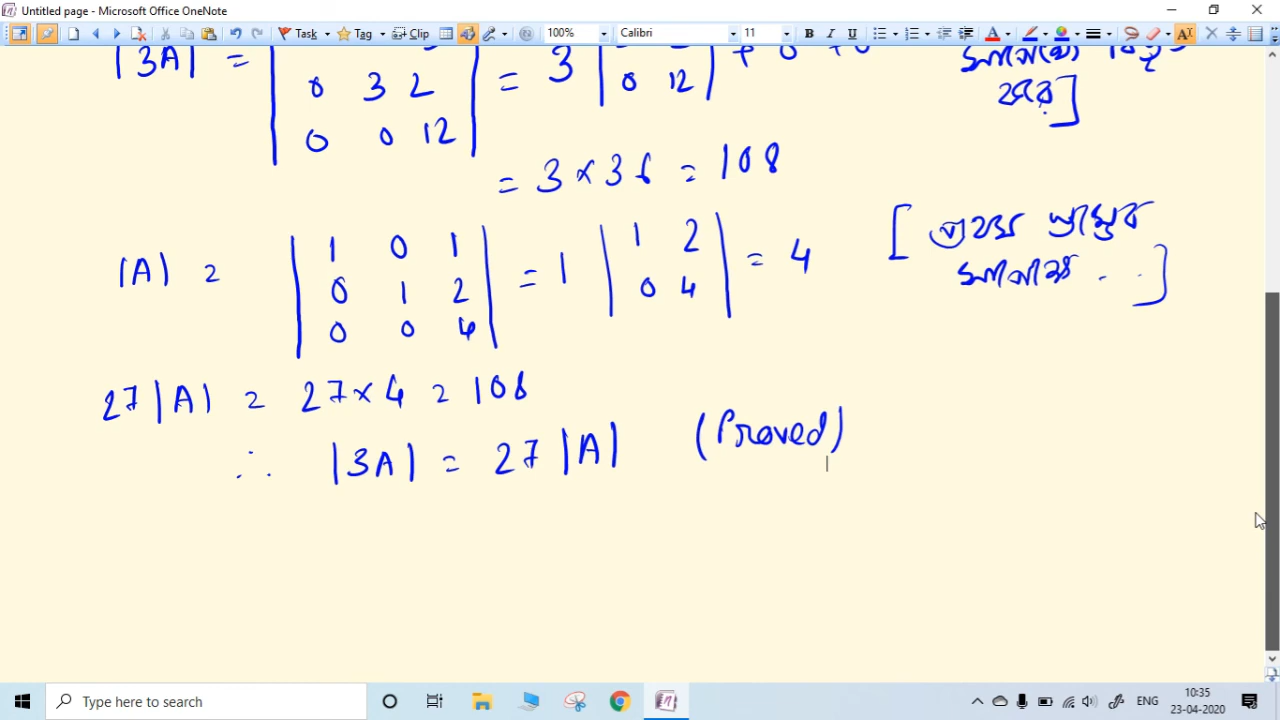 Untitled page - Microsoft Office OneNote
Task Tag Clip 100% Calibri 11 B I U
|3A| =
0 3 2 = 3 | 0 12 | + 0 + 0
0 0 12
করে]
= 3 × 36 = 108
|A| = | 1 0 1 | = 1 | 1 2 | = 4 [ প্রথম স্তম্ভের
0 1 2 0 4 সাপেক্ষে . . ]
0 0 4
27 |A| = 27 × 4 = 108
∴ |3A| = 27 |A| (Proved)
Type here to search
ENG 10:35
23-04-2020